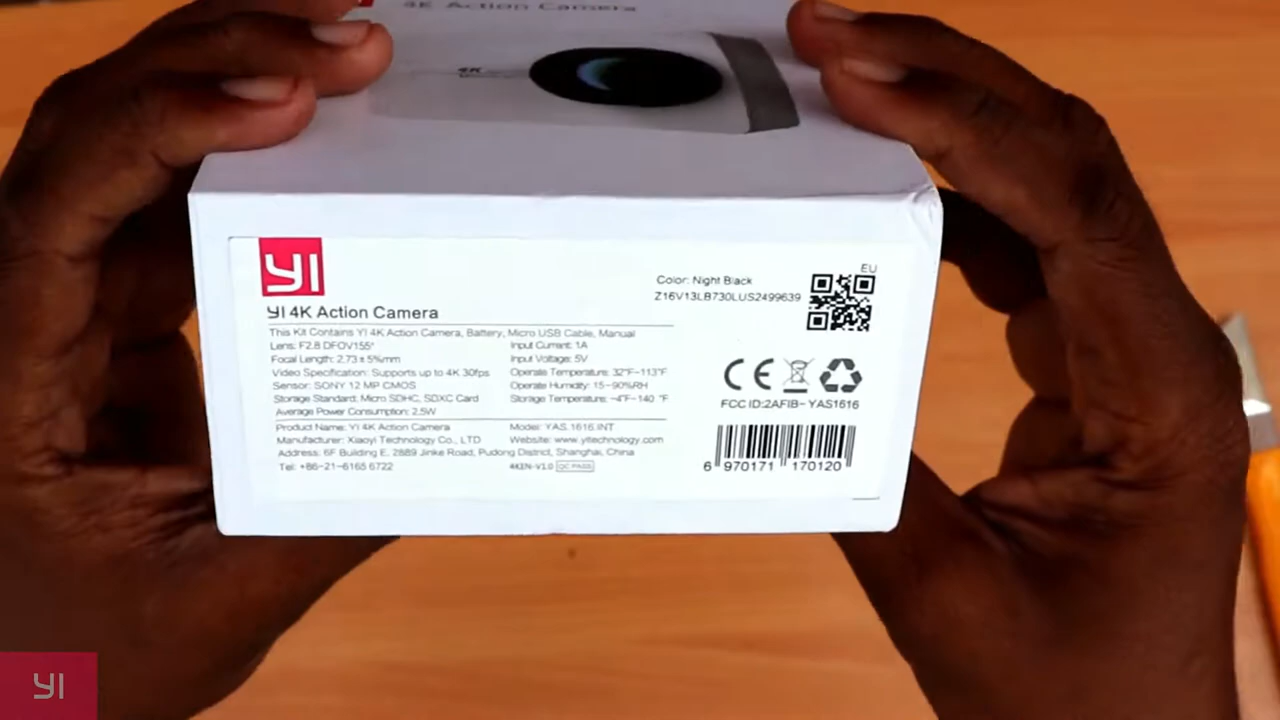 4K Action Camera
4K
YI
YI 4K Action Camera
This Kit Contains YI 4K Action Camera, Battery, Micro USB Cable, Manual
Lens: F2.8 DFOV155°
Focal Length: 2.73 ± 5%mm
Video Specification: Supports up to 4K 30fps
Sensor: SONY 12 MP CMOS
Storage Standard: Micro SDHC, SDXC Card
Average Power Consumption: 2.5W
Input Current: 1A
Input Voltage: 5V
Operate Temperature: 32°F~113°F
Operate Humidity: 15~90%RH
Storage Temperature: -4°F~140 °F
Product Name: YI 4K Action Camera
Manufacturer: Xiaoyi Technology Co., LTD
Model: YAS.1616.INT
Website: www.yitechnology.com
Address: 6F Building E, 2889 Jinke Road, Pudong District, Shanghai, China
Tel: +86-21-6165 6722
4KEN-V1.0 QC PASS
Color: Night Black
Z16V13LB730LUS2499639
EU
CE
FCC ID:2AFIB- YAS1616
6 970171 170120
YI